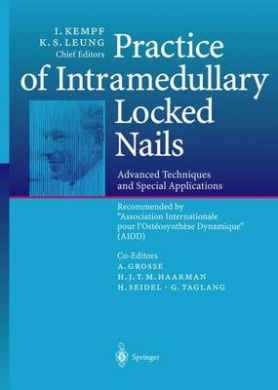 I. KEMPF
K. S. LEUNG
Chief Editors
Practice
of Intramedullary
Locked
Nails
Advanced Techniques
and Special Applications
Recommended by
"Association Internationale
pour l'Ostéosynthèse Dynamique"
(AIOD)
Co-Editors
A. GROSSE
H. J. T. M. HAARMAN
H. SEIDEL · G. TAGLANG
Springer